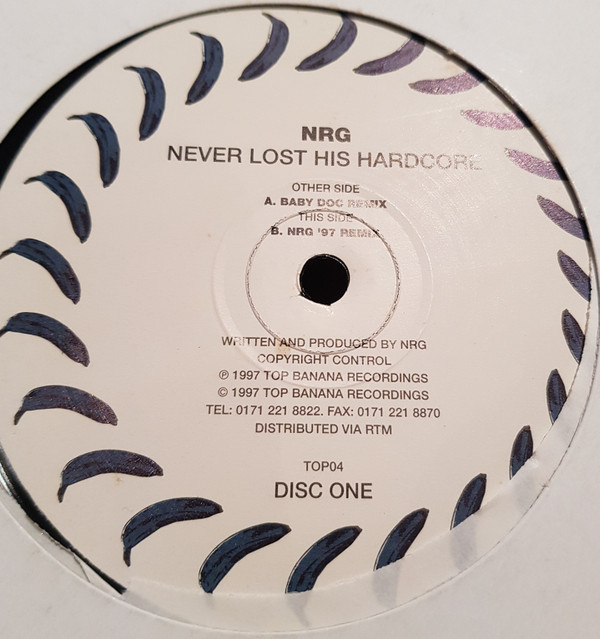 NRG
NEVER LOST HIS HARDCORE
OTHER SIDE
A. BABY DOC REMIX
THIS SIDE
B. NRG '97 REMIX
WRITTEN AND PRODUCED BY NRG
COPYRIGHT CONTROL
℗ 1997 TOP BANANA RECORDINGS
© 1997 TOP BANANA RECORDINGS
TEL: 0171 221 8822. FAX: 0171 221 8870
DISTRIBUTED VIA RTM
TOP04
DISC ONE